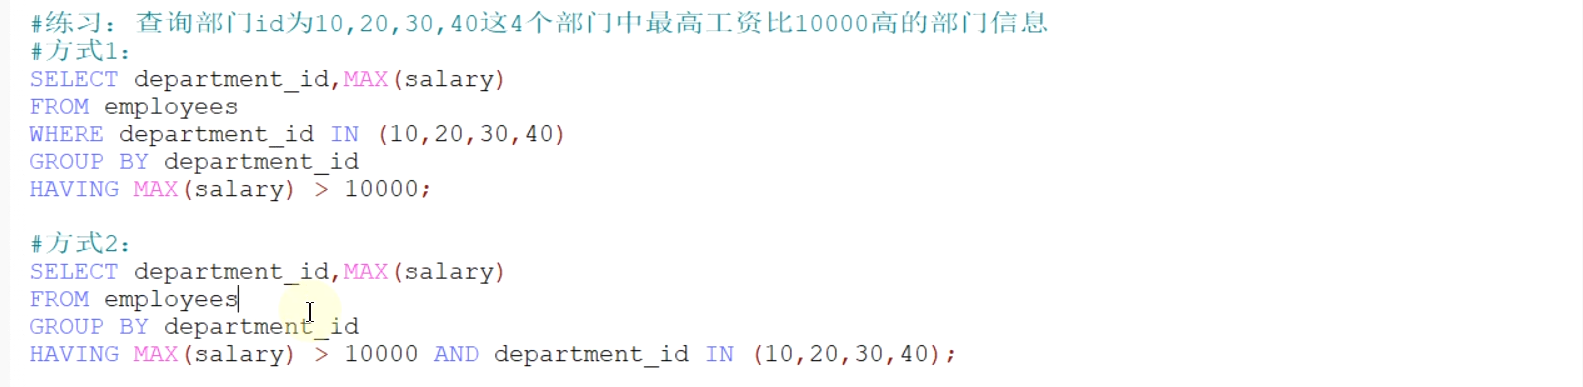 #练习：查询部门id为10,20,30,40这4个部门中最高工资比10000高的部门信息
#方式1：
SELECT department_id,MAX(salary)
FROM employees
WHERE department_id IN (10,20,30,40)
GROUP BY department_id
HAVING MAX(salary) > 10000;
#方式2：
SELECT department_id,MAX(salary)
FROM employees
GROUP BY department_id
HAVING MAX(salary) > 10000 AND department_id IN (10,20,30,40);